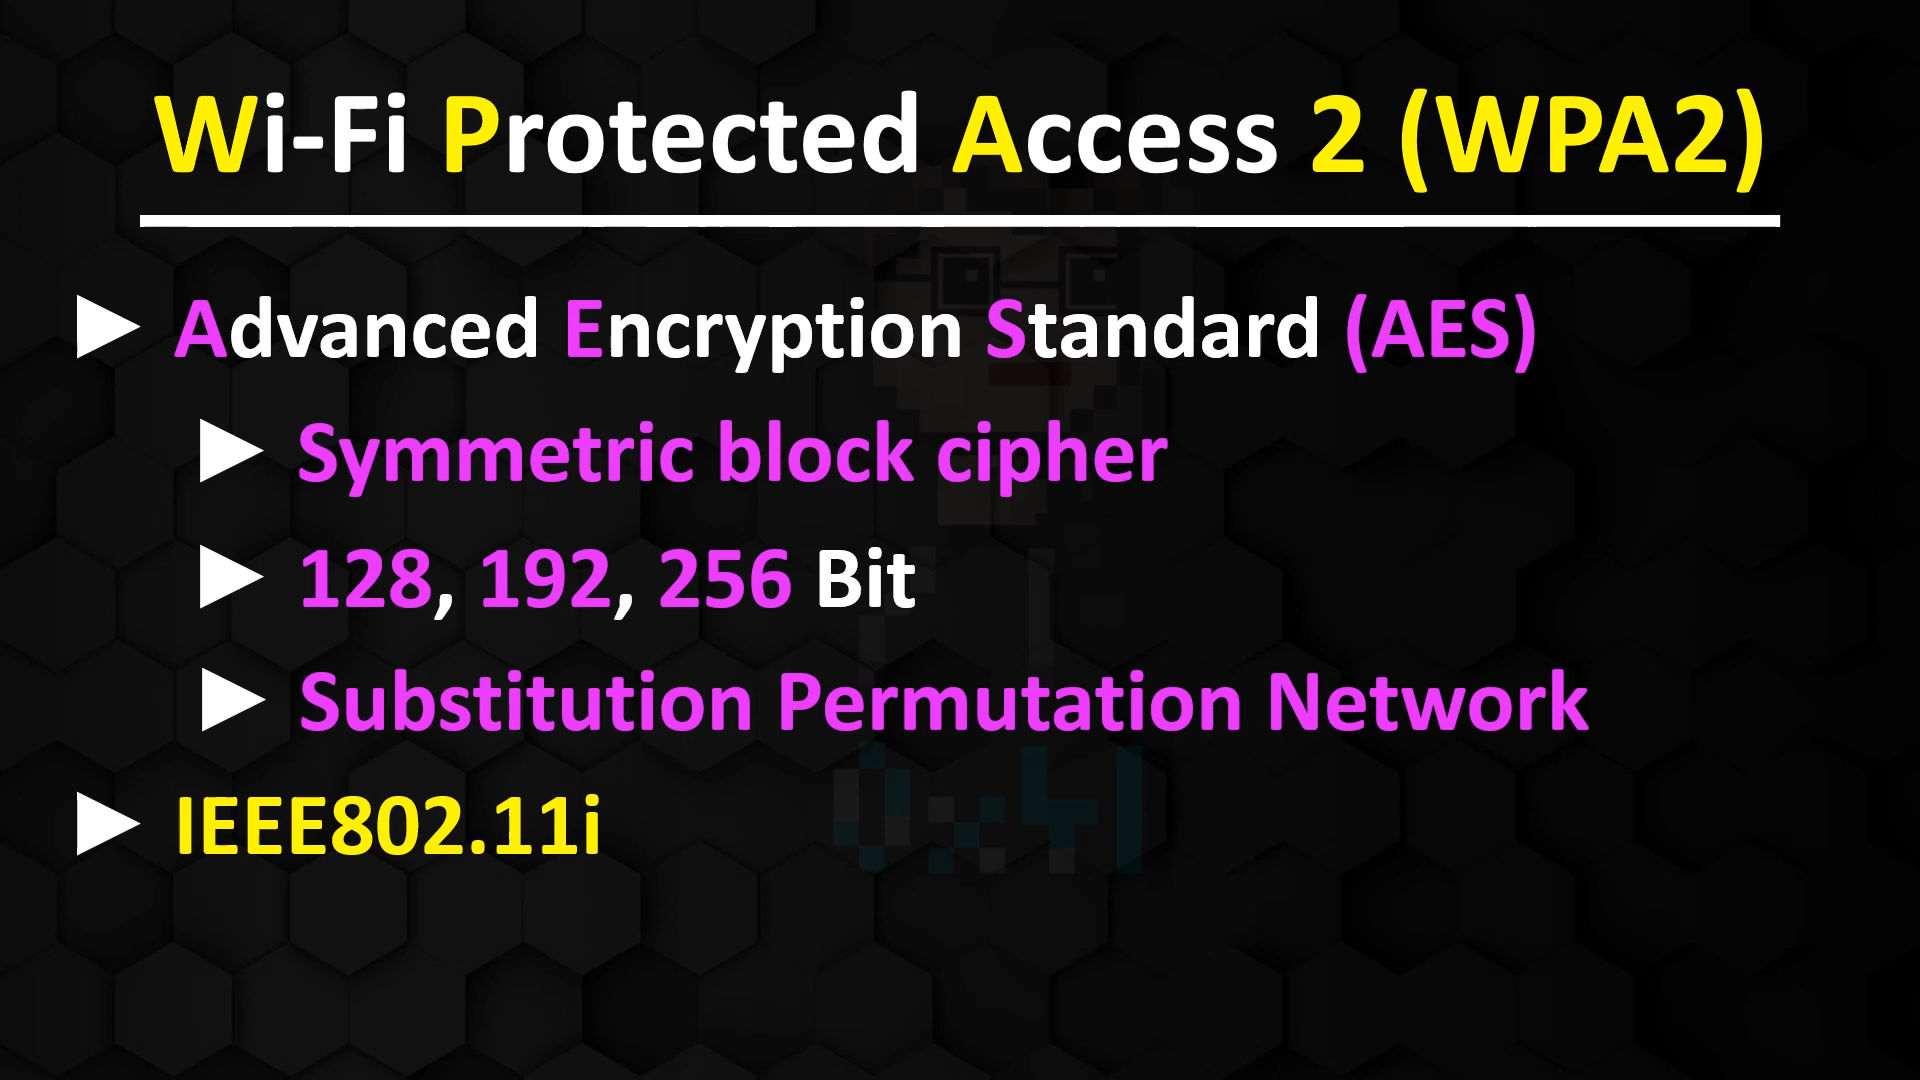 Wi-Fi Protected Access 2 (WPA2)
Advanced Encryption Standard (AES)
Symmetric block cipher
128, 192, 256 Bit
Substitution Permutation Network
IEEE802.11i
0x41